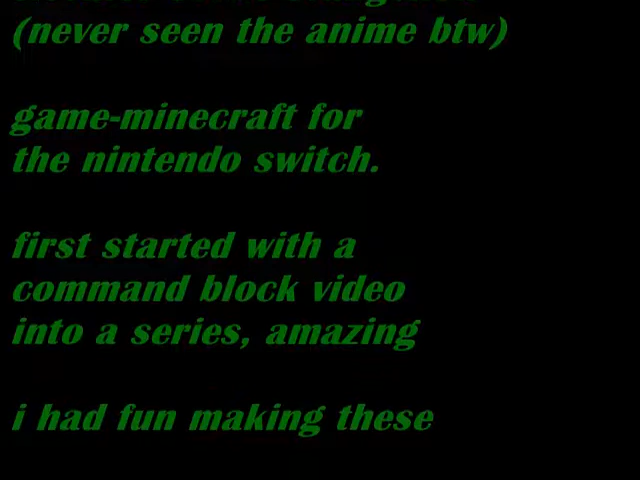 (never seen the anime btw)
game-minecraft for
the nintendo switch.
first started with a
command block video
into a series, amazing
i had fun making these